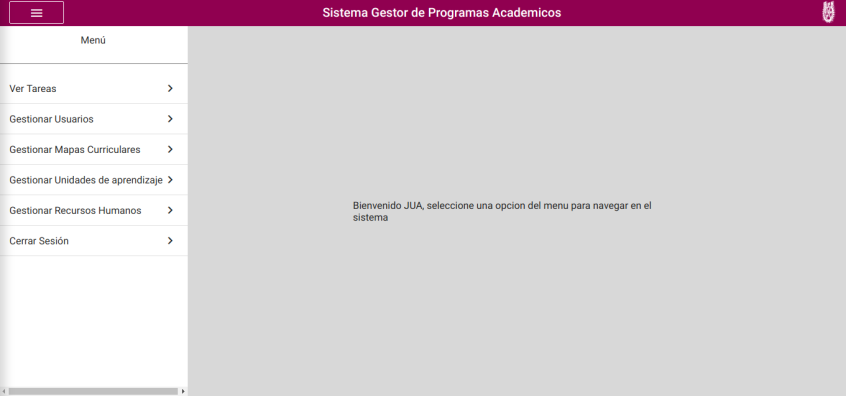 Sistema Gestor de Programas Academicos
Menú
Ver Tareas
Gestionar Usuarios
Gestionar Mapas Curriculares
Gestionar Unidades de aprendizaje
Gestionar Recursos Humanos
Cerrar Sesión
Bienvenido JUA, seleccione una opcion del menu para navegar en el
sistema